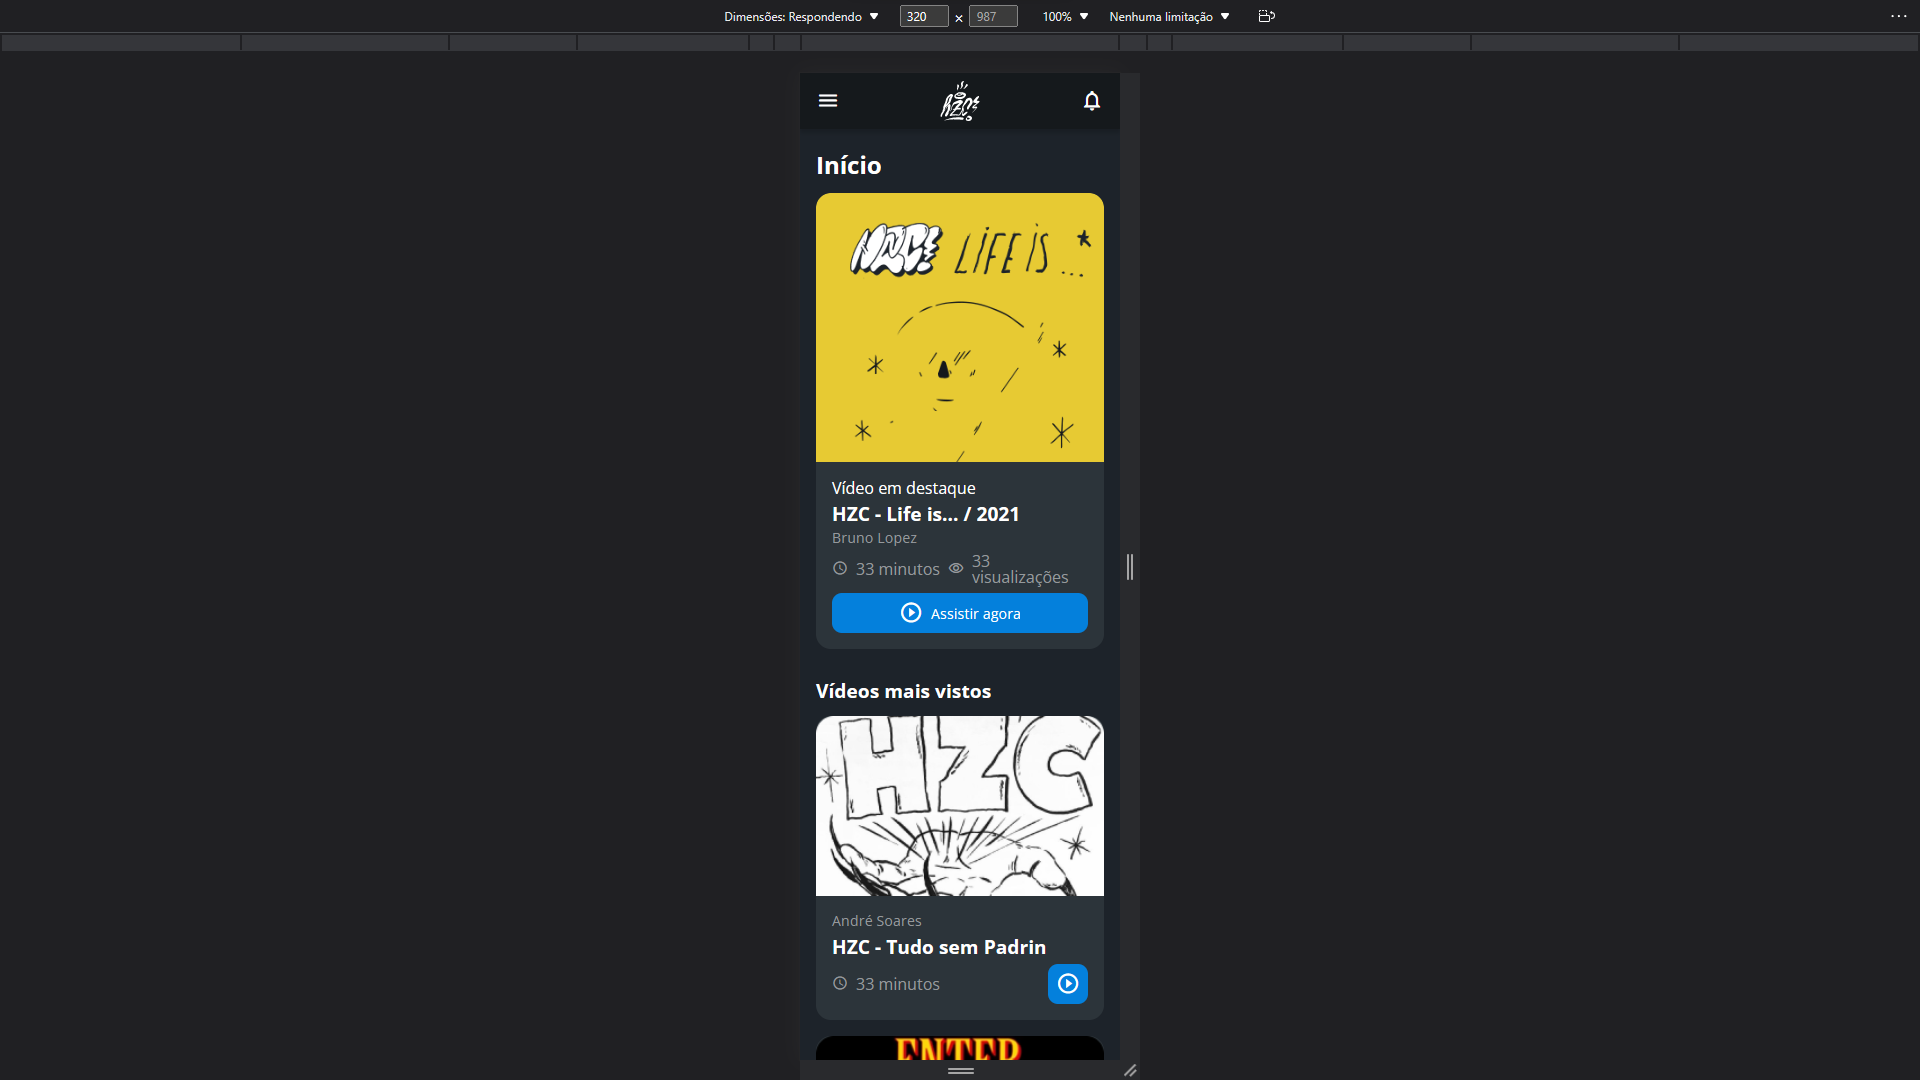 Dimensões: Respondendo
320 × 987
100%
Nenhuma limitação
HZC!
Início
HZC! LIFE iS ...
Vídeo em destaque
HZC - Life is... / 2021
Bruno Lopez
33 minutos
33
visualizações
Assistir agora
Vídeos mais vistos
HZC
André Soares
HZC - Tudo sem Padrin
33 minutos
ENTER